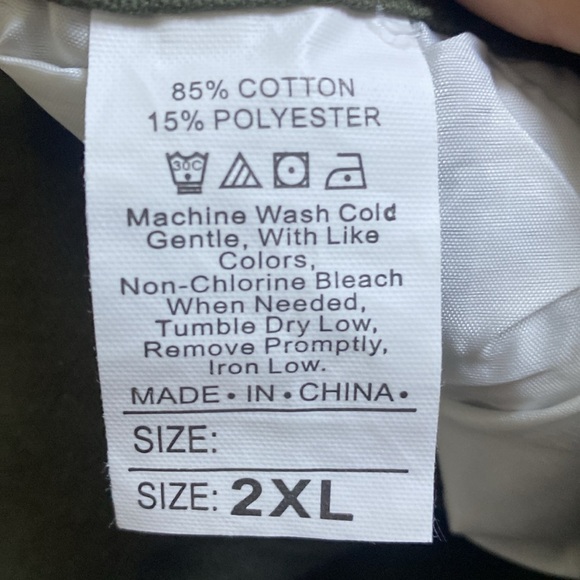 85% COTTON
15% POLYESTER
30C
Machine Wash Cold
Gentle, With Like
Colors,
Non-Chlorine Bleach
When Needed,
Tumble Dry Low,
Remove Promptly,
Iron Low.
MADE • IN • CHINA •
SIZE:
SIZE: 2XL